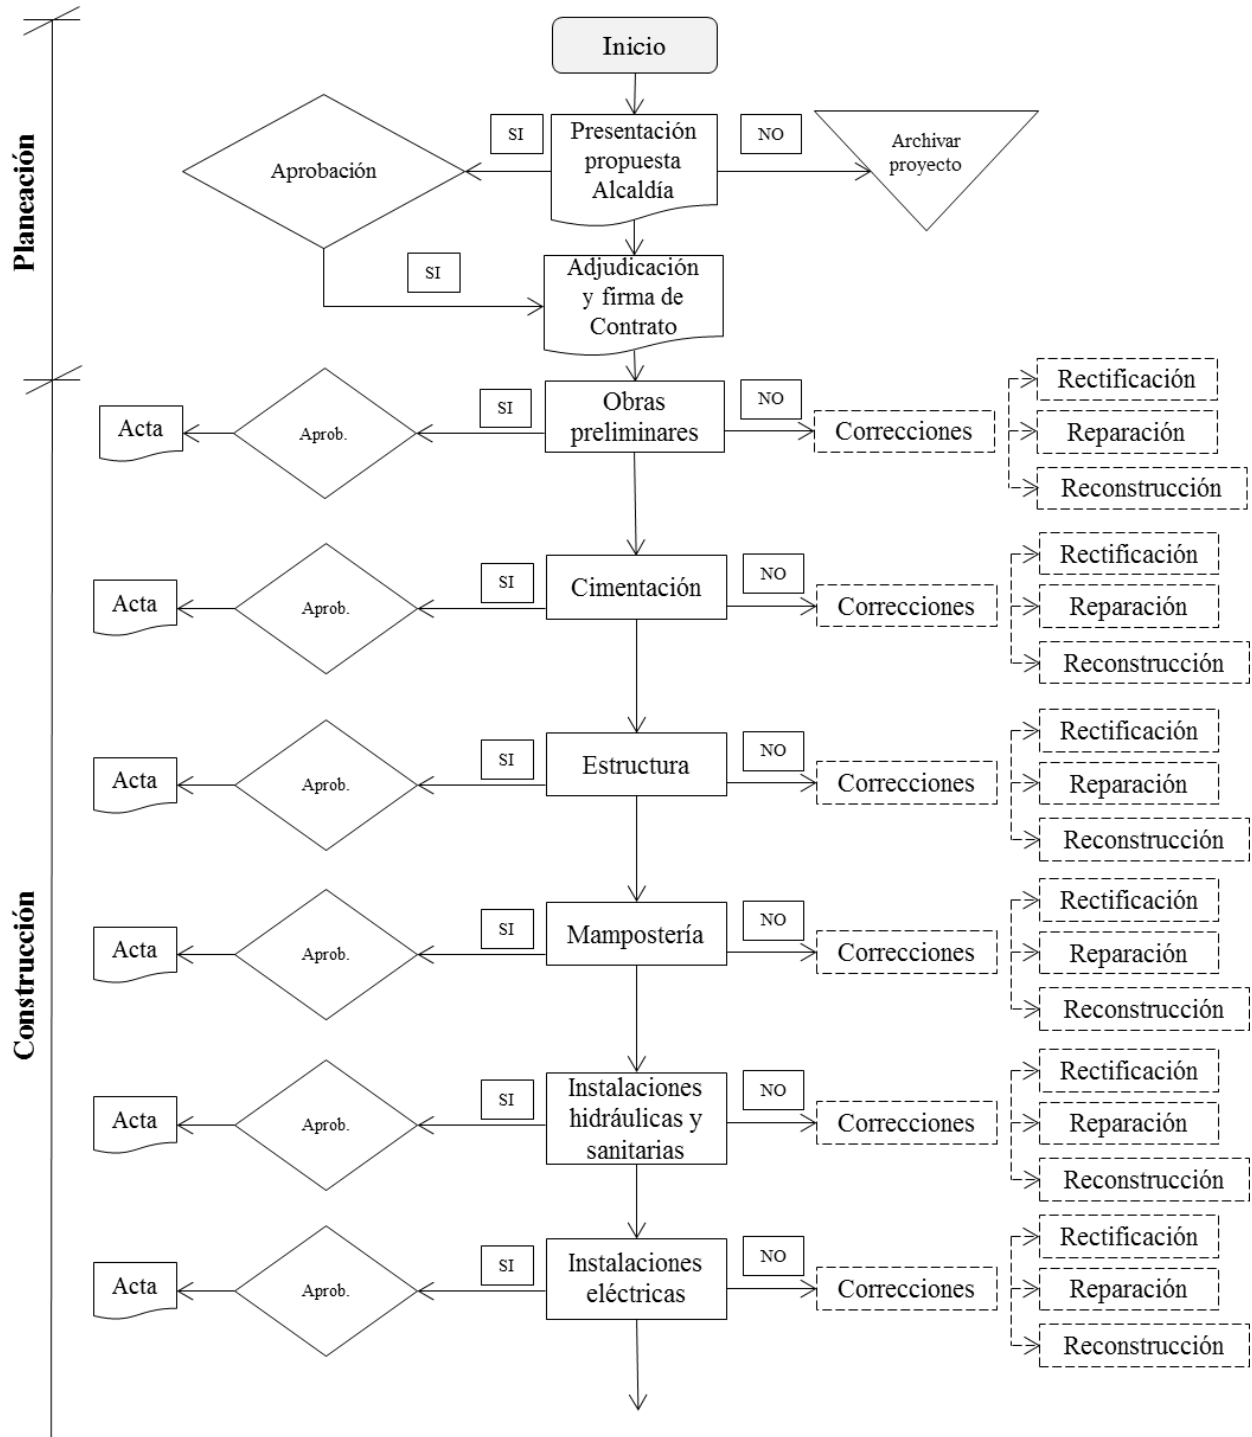 Planeación
Inicio
SI
Presentación
propuesta
Alcaldía
NO
Archivar
proyecto
Aprobación
SI
Adjudicación
y firma de
Contrato
Construcción
Acta
Aprob.
SI
Obras
preliminares
NO
Correcciones
Rectificación
Reparación
Reconstrucción
Acta
Aprob.
SI
Cimentación
NO
Correcciones
Rectificación
Reparación
Reconstrucción
Acta
Aprob.
SI
Estructura
NO
Correcciones
Rectificación
Reparación
Reconstrucción
Acta
Aprob.
SI
Mampostería
NO
Correcciones
Rectificación
Reparación
Reconstrucción
Acta
Aprob.
SI
Instalaciones
hidráulicas y
sanitarias
NO
Correcciones
Rectificación
Reparación
Reconstrucción
Acta
Aprob.
SI
Instalaciones
eléctricas
NO
Correcciones
Rectificación
Reparación
Reconstrucción